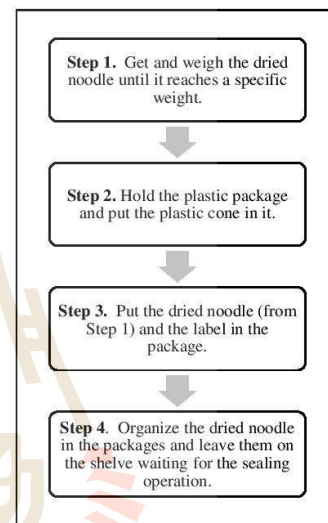 Step 1. Get and weigh the dried
noodle until it reaches a specific
weight.
Step 2. Hold the plastic package
and put the plastic cone in it.
Step 3. Put the dried noodle (from
Step 1) and the label in the
package.
Step 4. Organize the dried noodle
in the packages and leave them on
the shelve waiting for the sealing
operation.